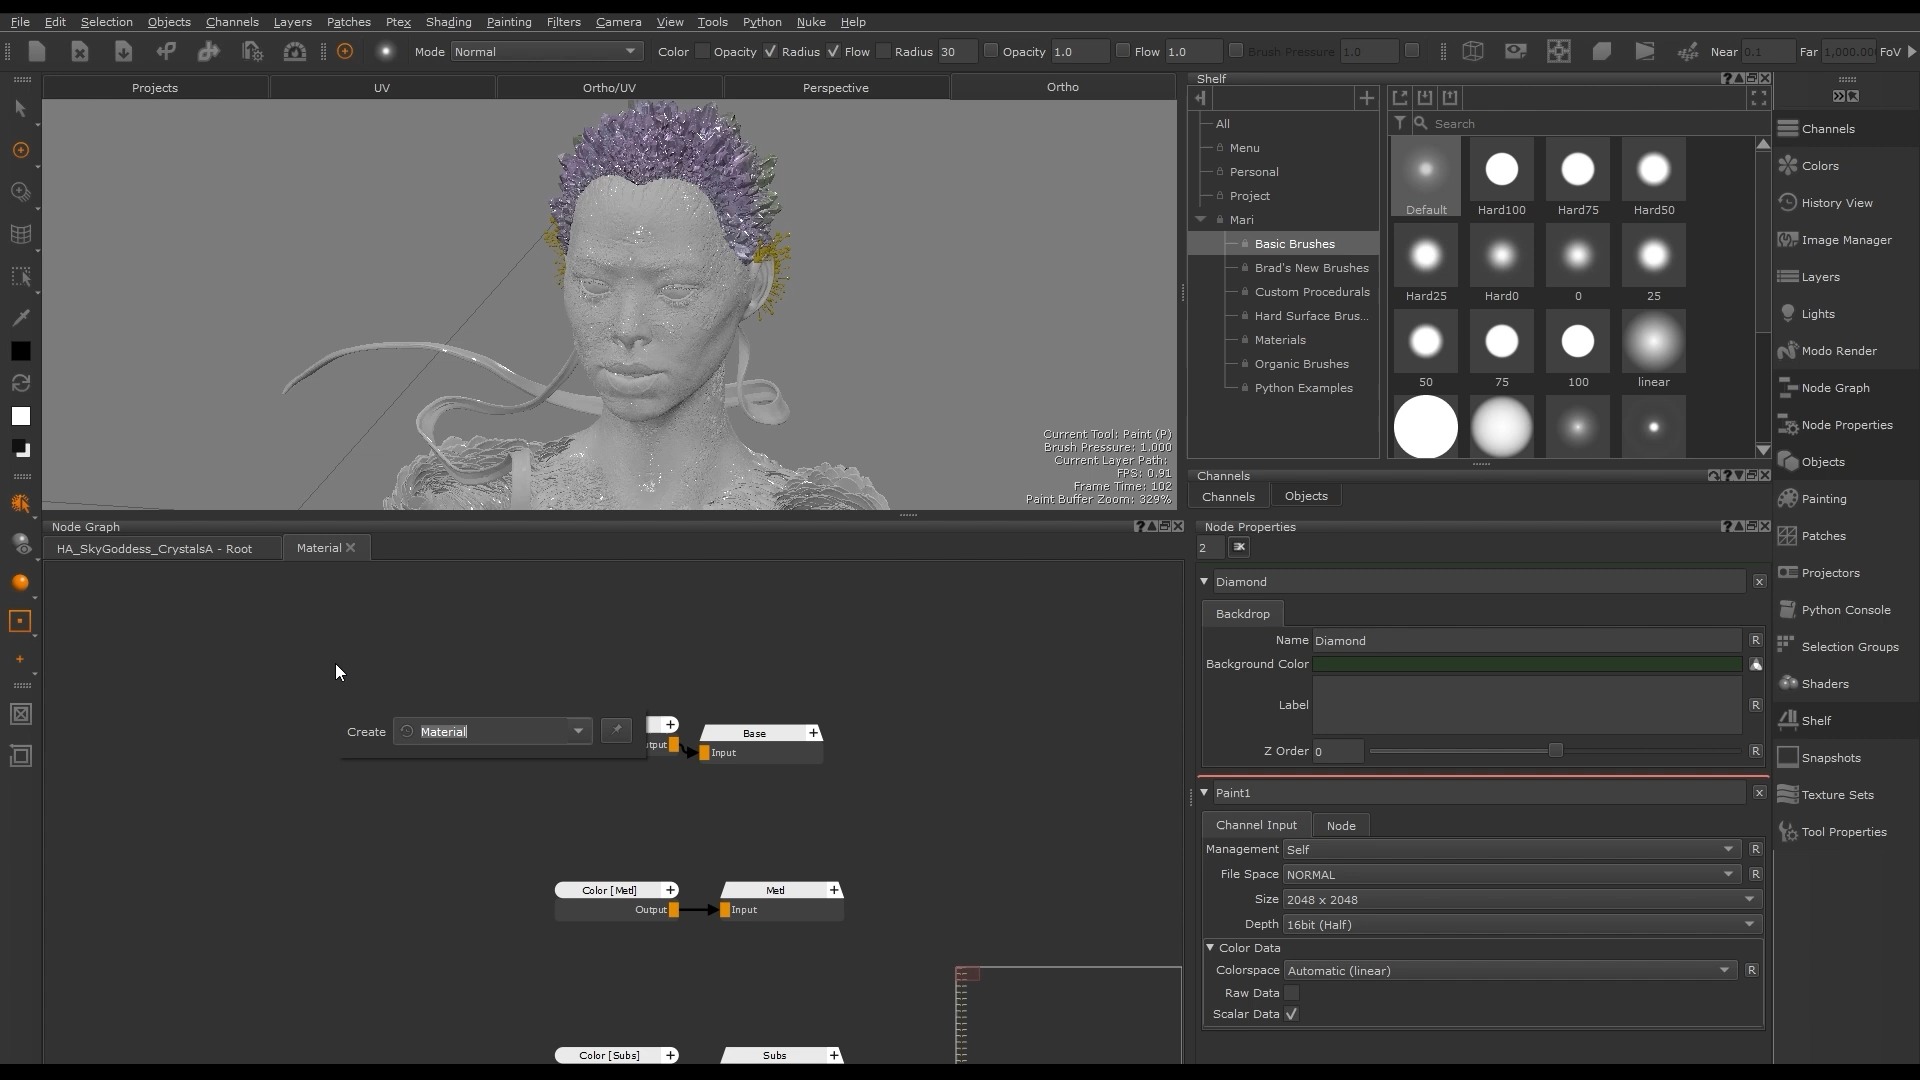 File Edit Selection Objects Channels Layers Patches Ptex Shading Painting Filters Camera View Tools Python Nuke Help
Mode Normal Color Opacity Radius Flow Radius 30 Opacity 1.0 Flow 1.0 Brush Pressure 1.0 Near 0.1 Far 1,000.00 FoV
Projects UV Ortho/UV Perspective Ortho
Current Tool: Paint (P)
Brush Pressure: 1.000
Current Layer Path:
FPS: 0.91
Frame Time: 102
Paint Buffer Zoom: 329%
Shelf
All
Menu
Personal
Project
Mari
Basic Brushes
Brad's New Brushes
Custom Procedurals
Hard Surface Brus...
Materials
Organic Brushes
Python Examples
Search
Default Hard100 Hard75 Hard50
Hard25 Hard0 0 25
50 75 100 linear
Channels
Channels Objects
Channels
Colors
History View
Image Manager
Layers
Lights
Modo Render
Node Graph
Node Properties
Objects
Painting
Patches
Projectors
Python Console
Selection Groups
Shaders
Shelf
Snapshots
Texture Sets
Tool Properties
Node Graph
HA_SkyGoddess_CrystalsA - Root Material
Create Material
Base
Input
Color [Metl] Metl
Output Input
Color [Subs] Subs
Node Properties
2
Diamond
Backdrop
Name Diamond R
Background Color
Label R
Z Order 0 R
Paint1
Channel Input Node
Management Self R
File Space NORMAL R
Size 2048 x 2048
Depth 16bit (Half)
Color Data
Colorspace Automatic (linear) R
Raw Data
Scalar Data